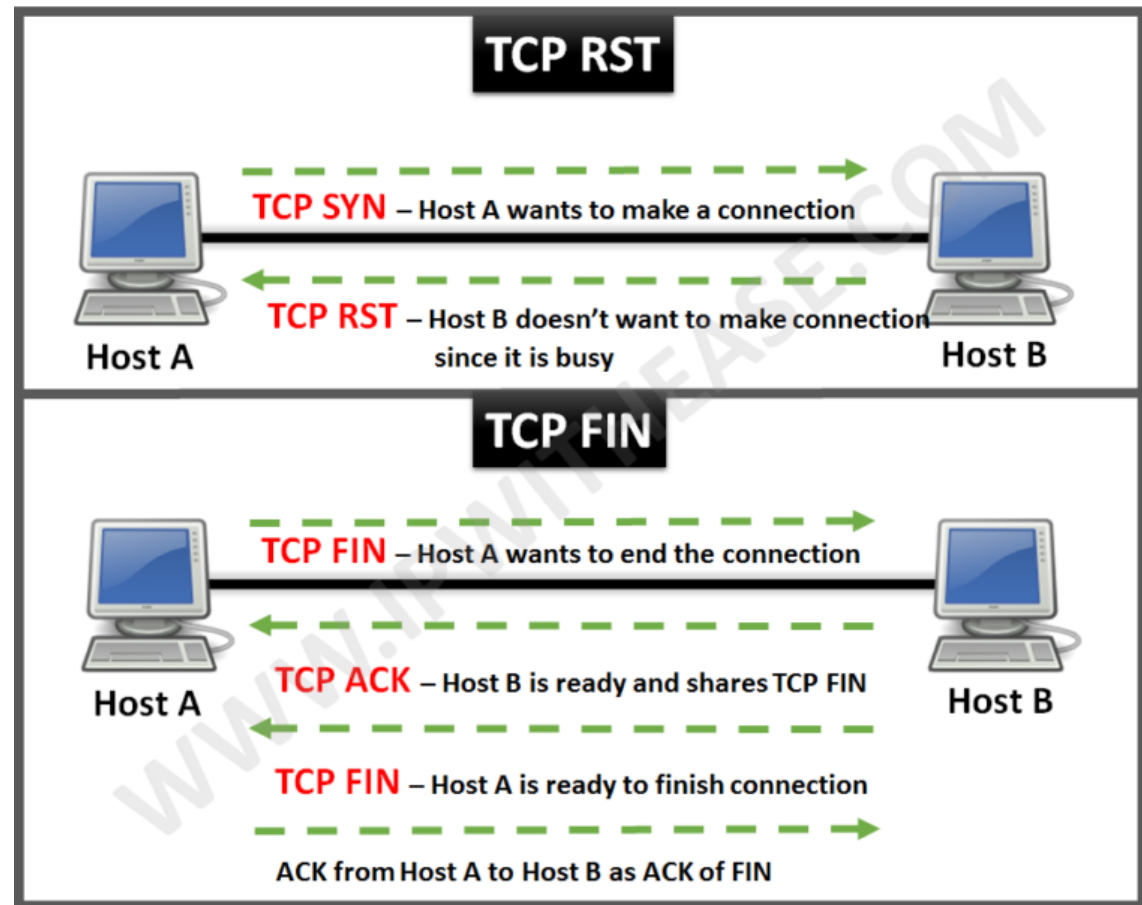 TCP RST
TCP SYN – Host A wants to make a connection
TCP RST – Host B doesn't want to make connection
since it is busy
Host A
Host B
TCP FIN
TCP FIN – Host A wants to end the connection
TCP ACK – Host B is ready and shares TCP FIN
Host A
Host B
TCP FIN – Host A is ready to finish connection
ACK from Host A to Host B as ACK of FIN
WWW.IPWITHEASE.COM